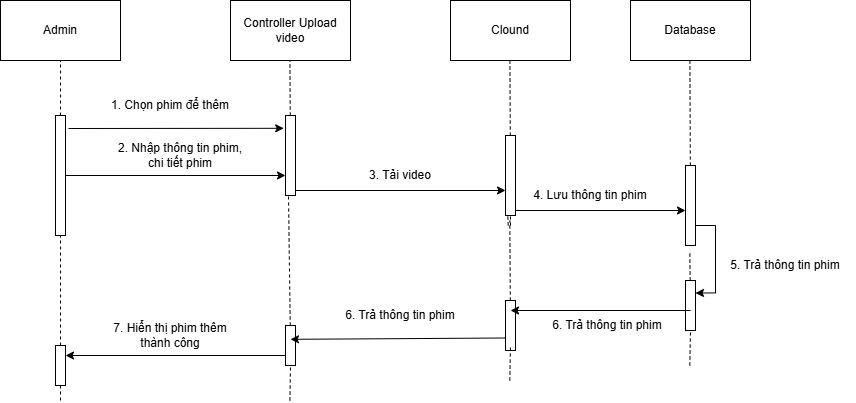 Admin
Controller Upload
video
Clound
Database
1. Chọn phim để thêm
2. Nhập thông tin phim,
chi tiết phim
3. Tải video
4. Lưu thông tin phim
5. Trả thông tin phim
6. Trả thông tin phim
6. Trả thông tin phim
7. Hiển thị phim thêm
thành công